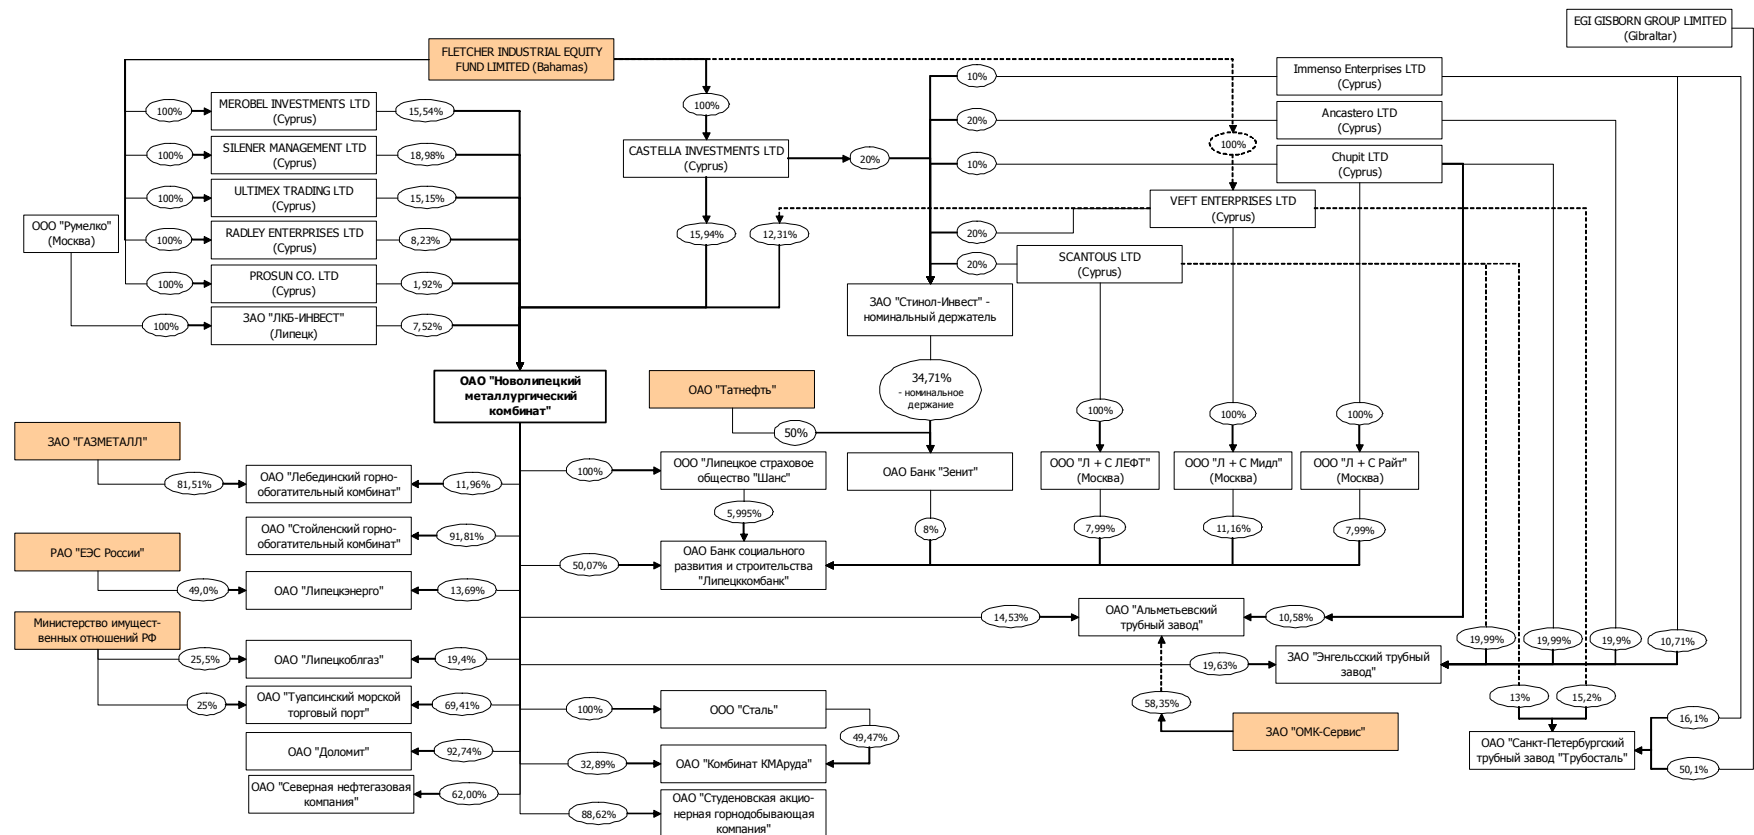 EGI GISBORN GROUP LIMITED
(Gibraltar)
FLETCHER INDUSTRIAL EQUITY
FUND LIMITED (Bahamas)
Immenso Enterprises LTD
(Cyprus)
10%
100%
MEROBEL INVESTMENTS LTD
(Cyprus)
15,54%
100%
Ancastero LTD
(Cyprus)
20%
100%
SILENER MANAGEMENT LTD
(Cyprus)
18,98%
CASTELLA INVESTMENTS LTD
(Cyprus)
20%
100%
Chupit LTD
(Cyprus)
10%
100%
ULTIMEX TRADING LTD
(Cyprus)
15,15%
VEFT ENTERPRISES LTD
(Cyprus)
ООО "Румелко"
(Москва)
100%
RADLEY ENTERPRISES LTD
(Cyprus)
8,23%
15,94%
12,31%
20%
SCANTOUS LTD
(Cyprus)
20%
100%
PROSUN CO. LTD
(Cyprus)
1,92%
100%
ЗАО "ЛКБ-ИНВЕСТ"
(Липецк)
7,52%
ЗАО "Стинол-Инвест" -
номинальный держатель
ОАО "Новолипецкий
металлургический
комбинат"
ОАО "Татнефть"
34,71%
- номинальное
держание
100%
100%
100%
50%
ЗАО "ГАЗМЕТАЛЛ"
81,51%
ОАО "Лебединский горно-
обогатительный комбинат"
11,96%
100%
ООО "Липецкое страховое
общество "Шанс"
ОАО Банк "Зенит"
ООО "Л + С ЛЕФТ"
(Москва)
ООО "Л + С Мидл"
(Москва)
ООО "Л + С Райт"
(Москва)
5,995%
8%
7,99%
11,16%
7,99%
ОАО "Стойленский горно-
обогатительный комбинат"
91,81%
РАО "ЕЭС России"
50,07%
ОАО Банк социального
развития и строительства
"Липецккомбанк"
49,0%
ОАО "Липецкэнерго"
13,69%
14,53%
ОАО "Альметьевский
трубный завод"
10,58%
Министерство имущест-
венных отношений РФ
19,99%
19,99%
19,9%
10,71%
25,5%
ОАО "Липецкоблгаз"
19,4%
19,63%
ЗАО "Энгельсский трубный
завод"
25%
ОАО "Туапсинский морской
торговый порт"
69,41%
100%
ООО "Сталь"
58,35%
13%
15,2%
16,1%
49,47%
ЗАО "ОМК-Сервис"
ОАО "Доломит"
92,74%
32,89%
ОАО "Комбинат КМАруда"
ОАО "Санкт-Петербургский
трубный завод "Трубосталь"
50,1%
ОАО "Северная нефтегазовая
компания"
62,00%
88,62%
ОАО "Студеновская акцио-
нерная горнодобывающая
компания"